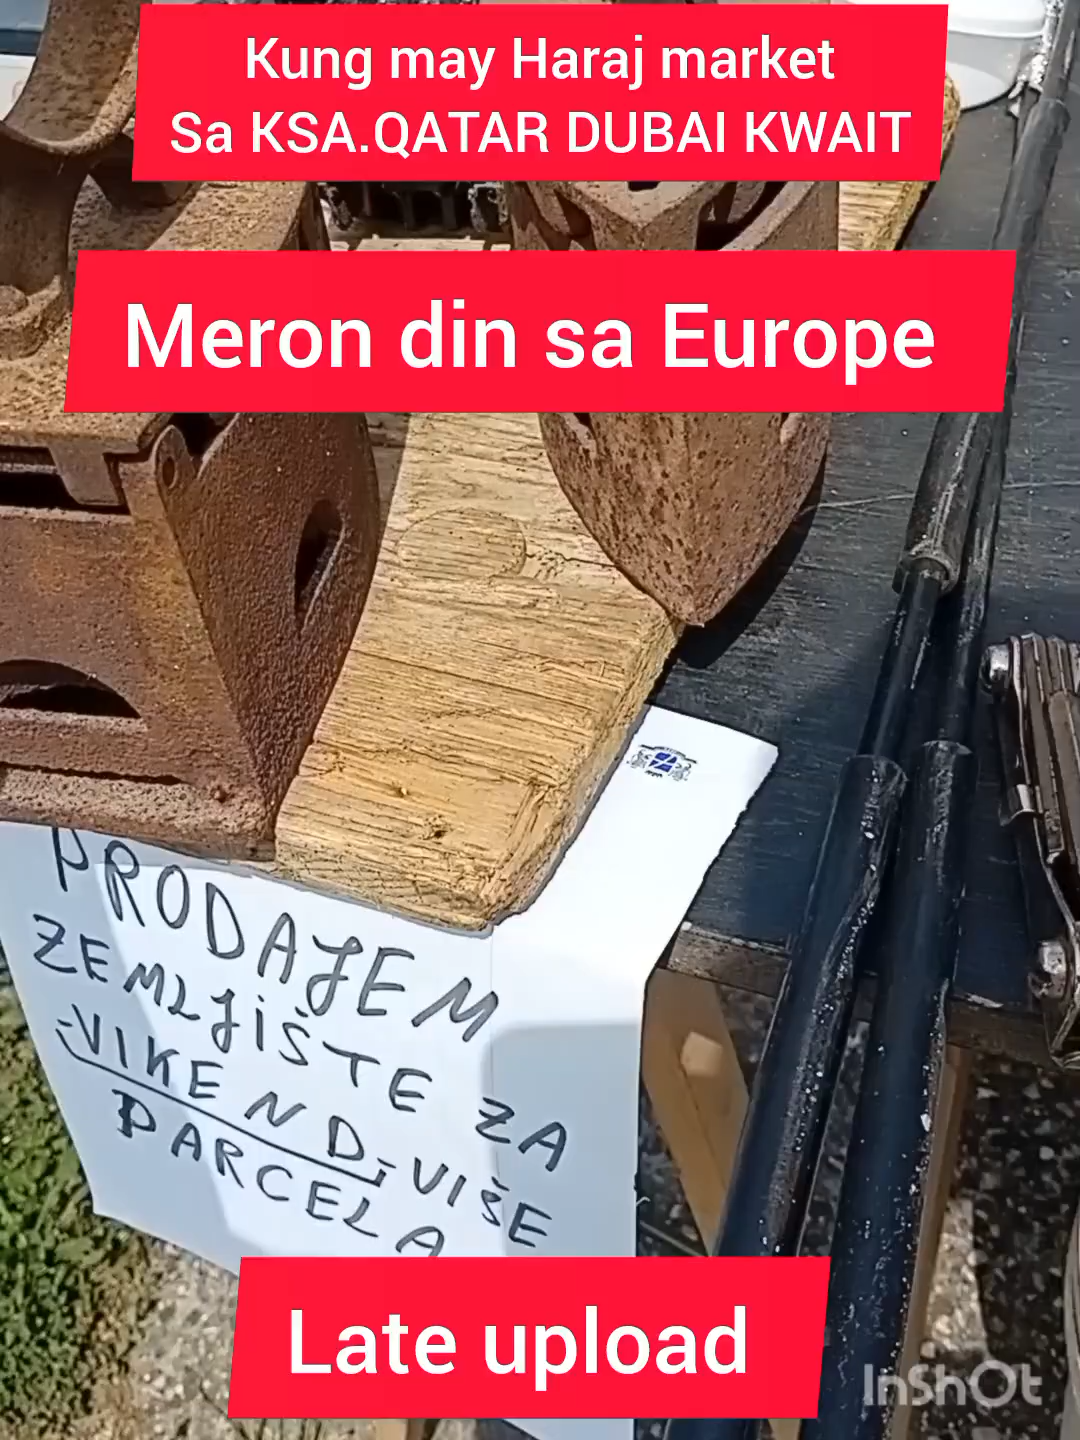 Kung may Haraj market
Sa KSA.QATAR DUBAI KWAIT
Meron din sa Europe
PRODAJEM
ZEMLJIŠTE ZA
-VIKEND-VIŠE
PARCELA
Late upload
InShOt